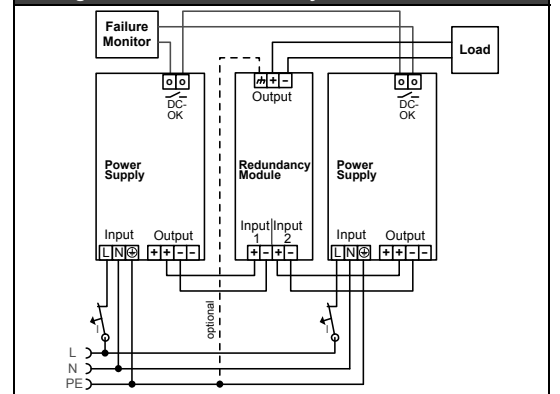 Failure
Monitor
Load
o o
DC-
OK
+ -
Output
o o
DC-
OK
Power
Supply
Redundancy
Module
Power
Supply
Input
Output
Input
1
Input
2
Input
Output
L N
+ + - -
+ - + -
L N
+ + - -
I
I
optional
L
N
PE